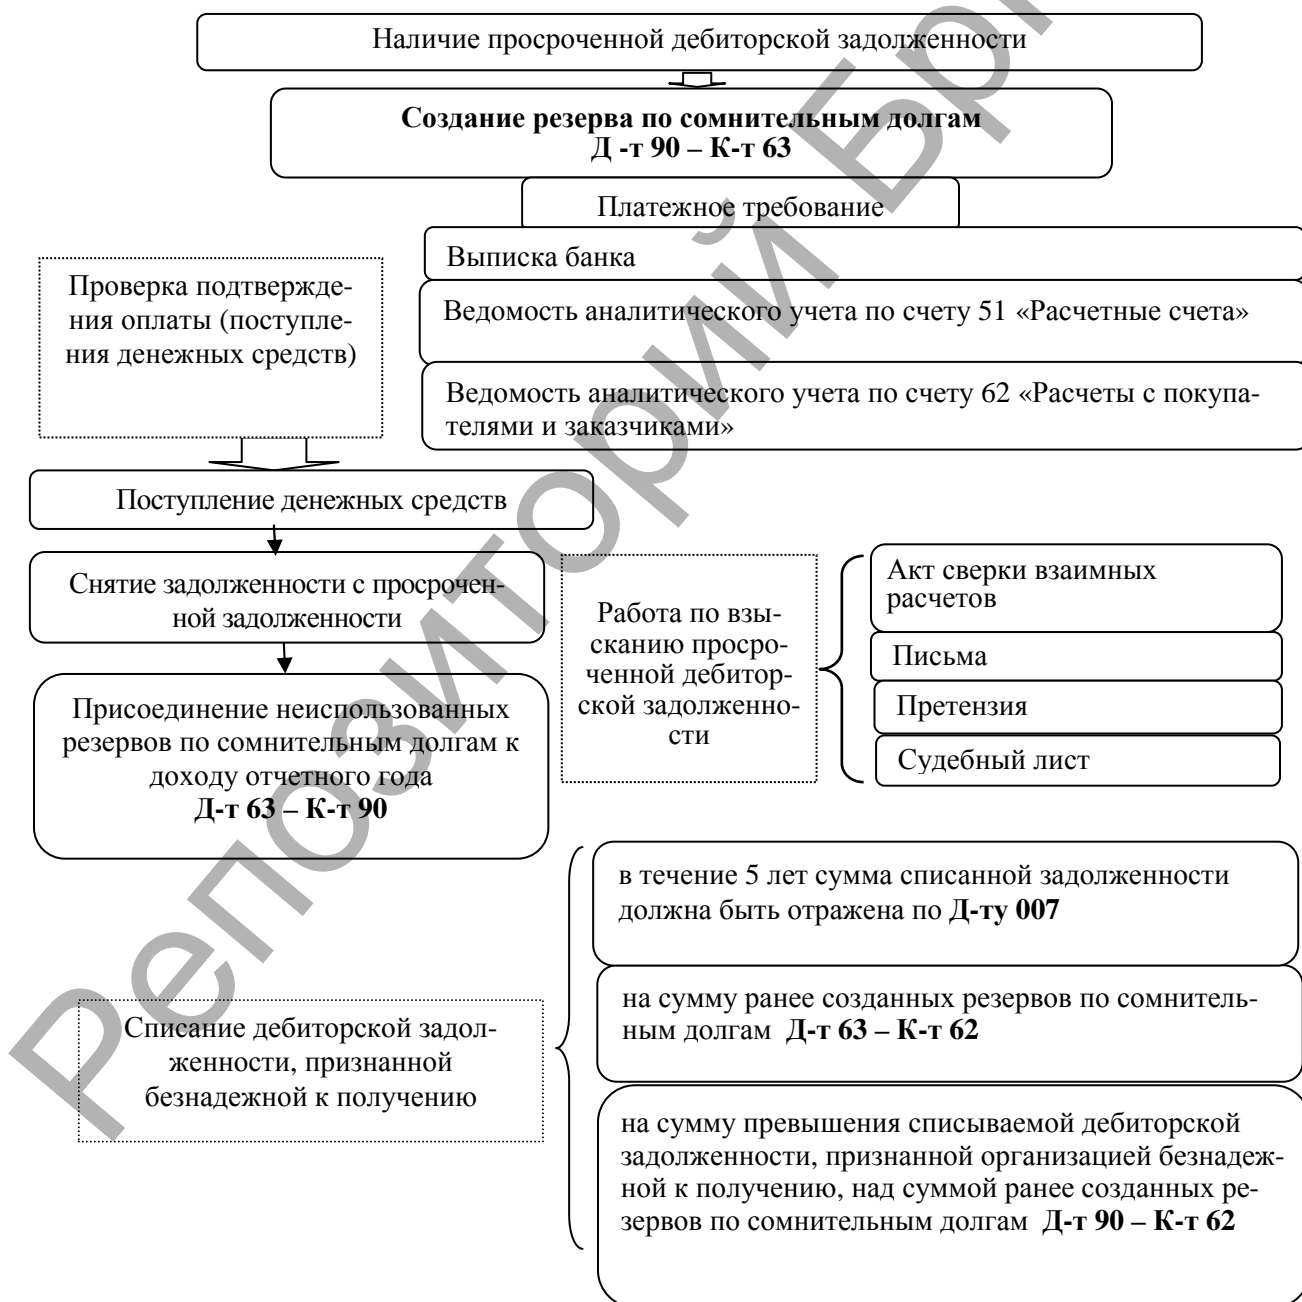 Наличие просроченной дебиторской задолженности
Создание резерва по сомнительным долгам
Д -т 90 – К-т 63
Платежное требование
Выписка банка
Ведомость аналитического учета по счету 51 «Расчетные счета»
Ведомость аналитического учета по счету 62 «Расчеты с покупа-
телями и заказчиками»
Проверка подтвержде-
ния оплаты (поступле-
ния денежных средств)
Поступление денежных средств
Снятие задолженности с просрочен-
ной задолженности
Присоединение неиспользованных
резервов по сомнительным долгам к
доходу отчетного года
Д-т 63 – К-т 90
Работа по взы-
сканию просро-
ченной дебитор-
ской задолженно-
сти
Акт сверки взаимных
расчетов
Письма
Претензия
Судебный лист
Списание дебиторской задол-
женности, признанной
безнадежной к получению
в течение 5 лет сумма списанной задолженности
должна быть отражена по Д-ту 007
на сумму ранее созданных резервов по сомнитель-
ным долгам Д-т 63 – К-т 62
на сумму превышения списываемой дебиторской
задолженности, признанной организацией безнадеж-
ной к получению, над суммой ранее созданных ре-
зервов по сомнительным долгам Д-т 90 – К-т 62
Репозиторий